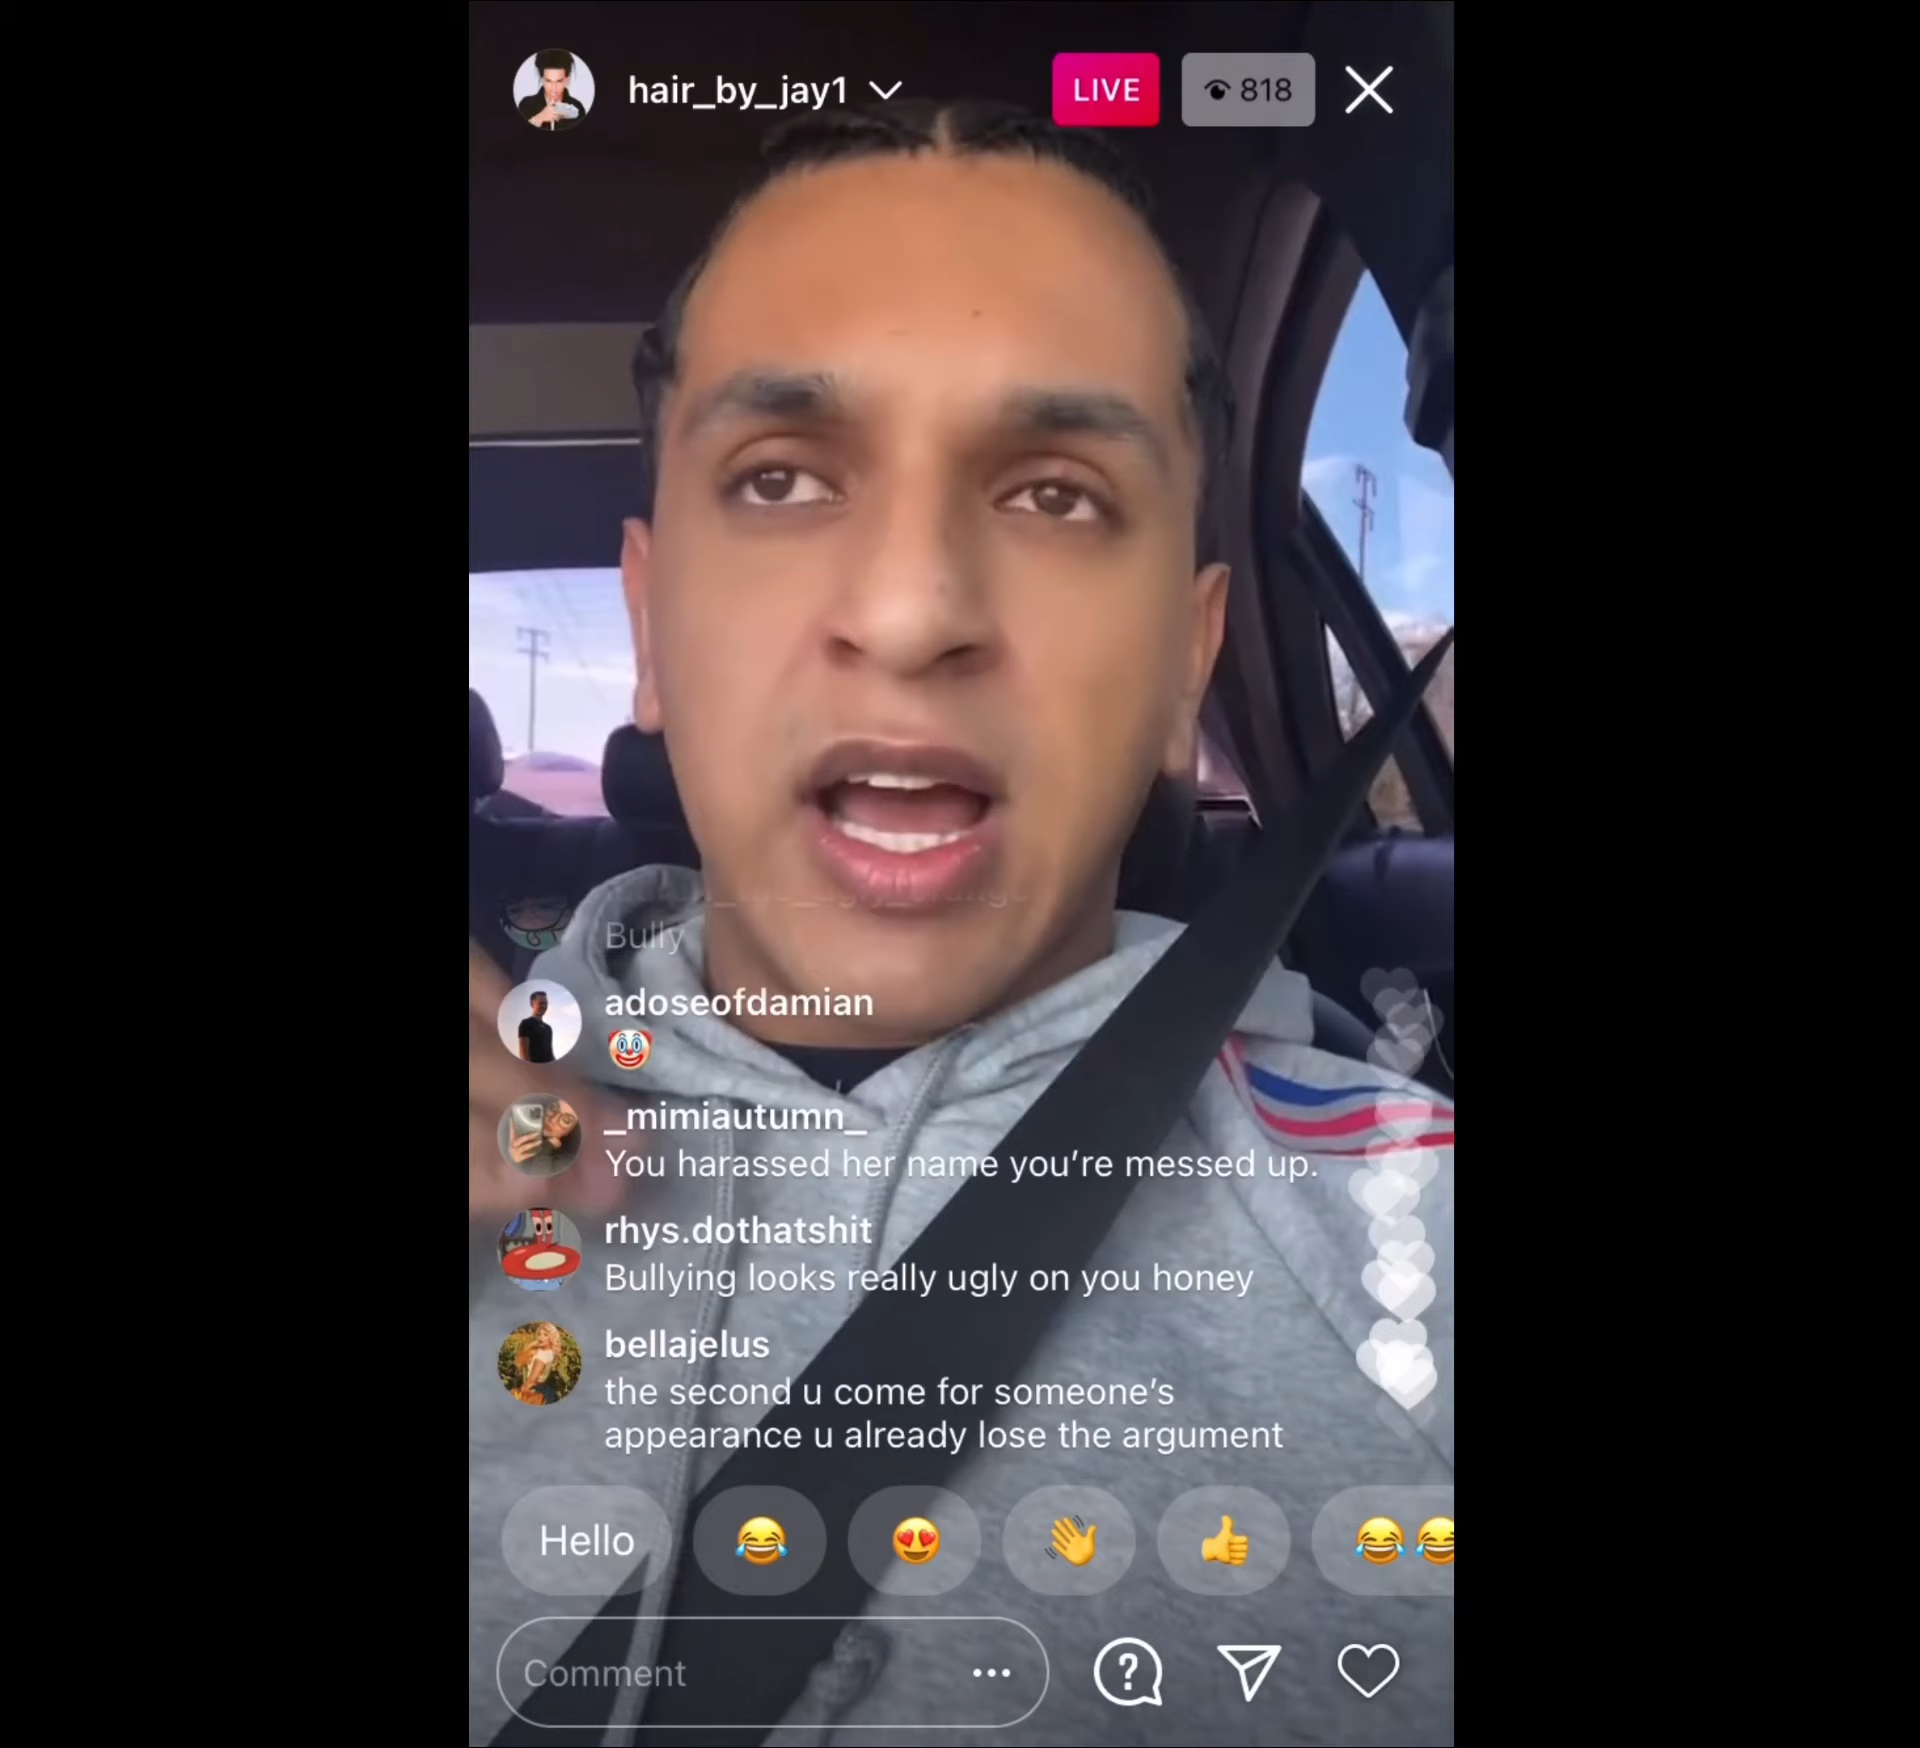 hair_by_jay1
LIVE
818
Bully
adoseofdamian
🤡
_mimiautumn_
You harassed her name you’re messed up.
rhys.dothatshit
Bullying looks really ugly on you honey
bellajelus
the second u come for someone’s
appearance u already lose the argument
Hello
😂
😍
👋
👍
😂😂
Comment